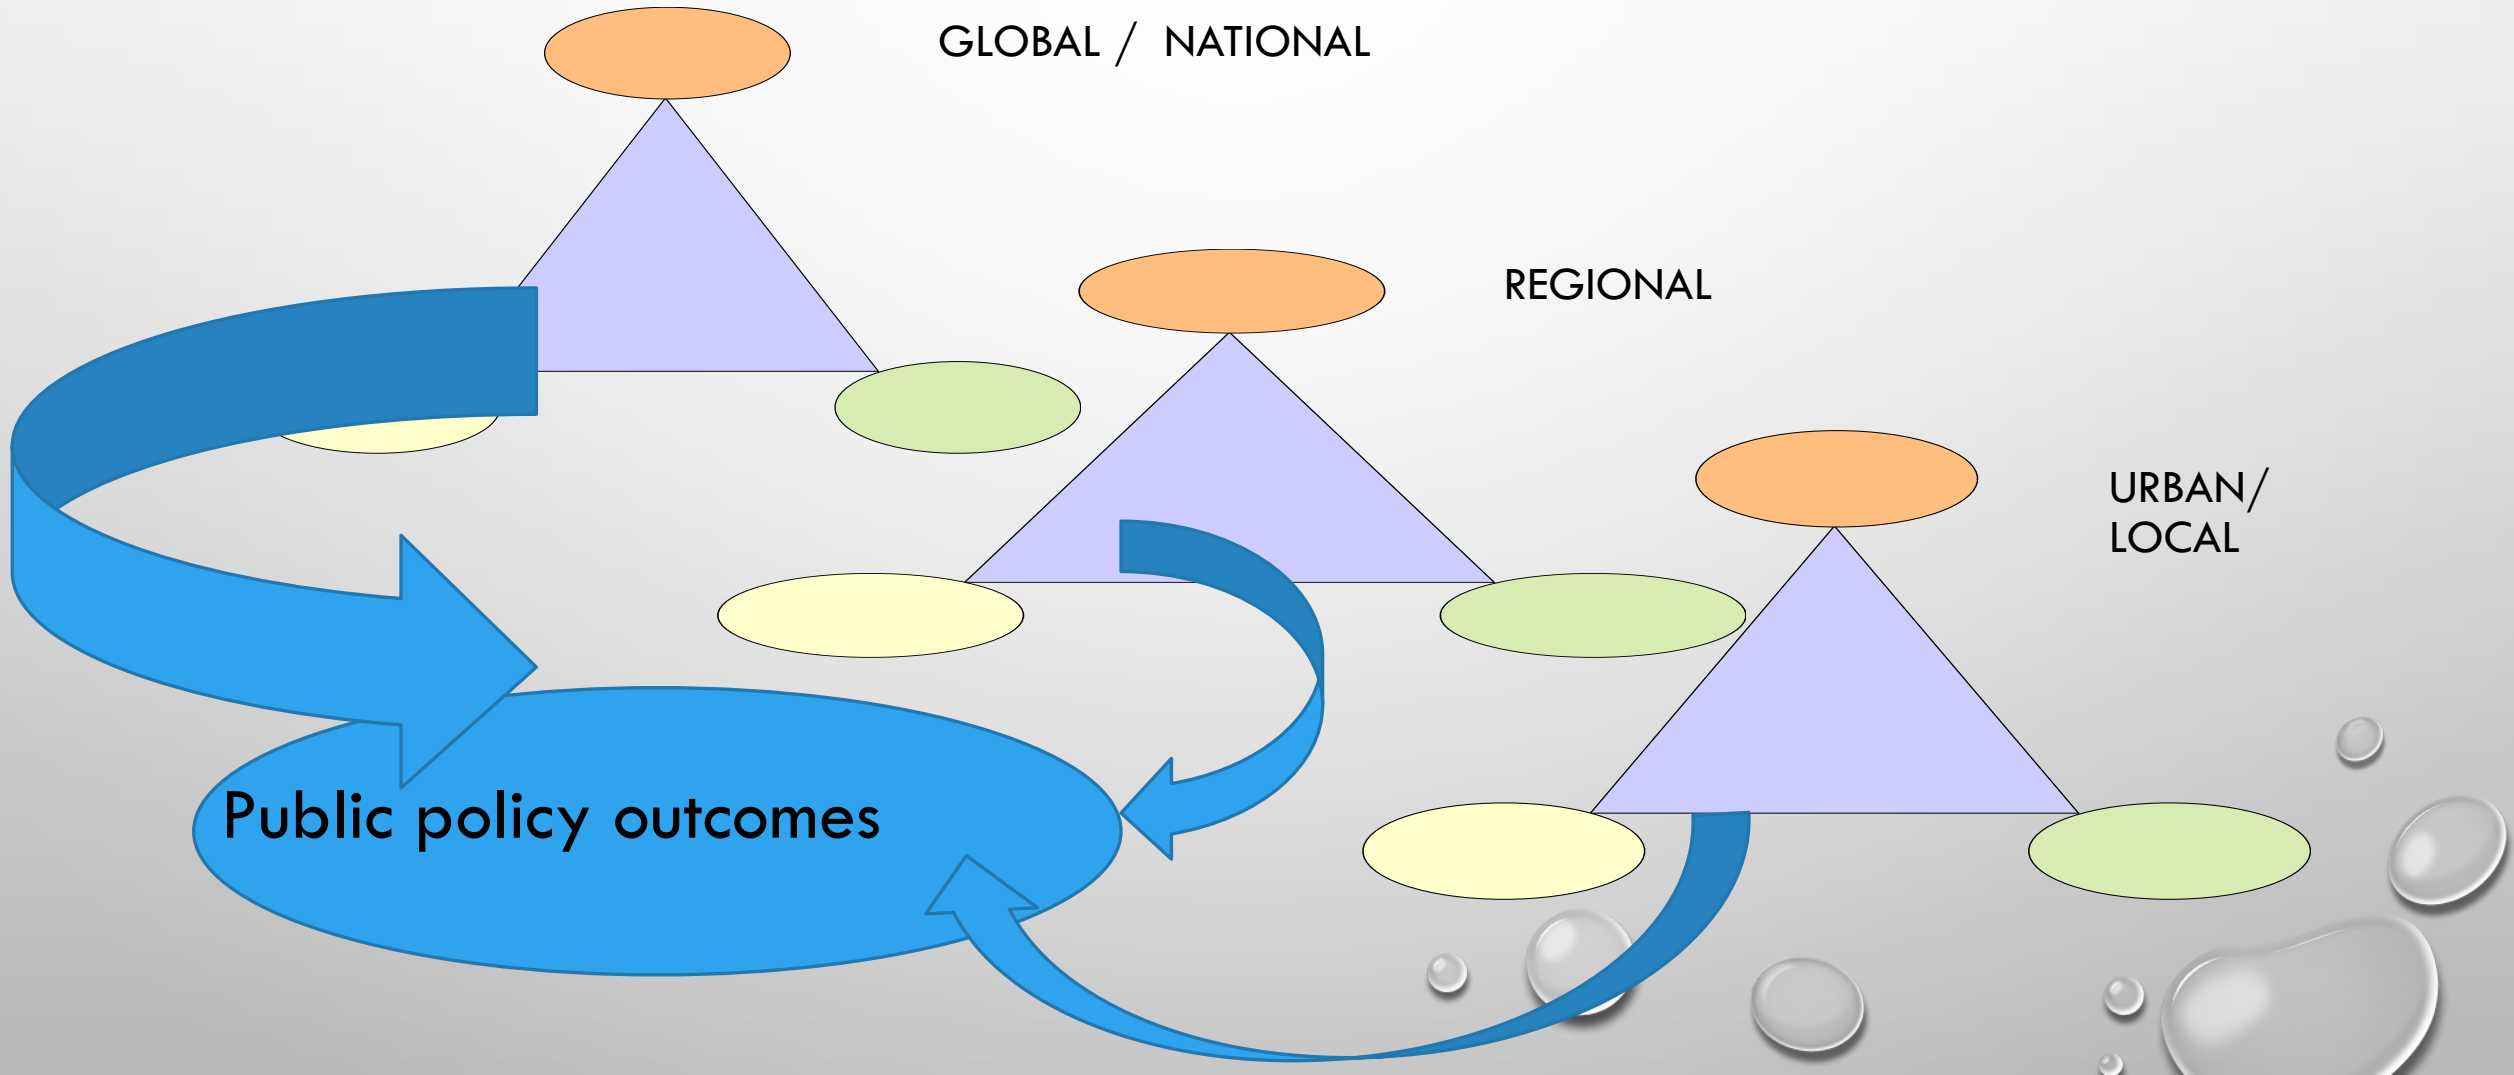 GLOBAL / NATIONAL
REGIONAL
URBAN/
LOCAL
Public policy outcomes